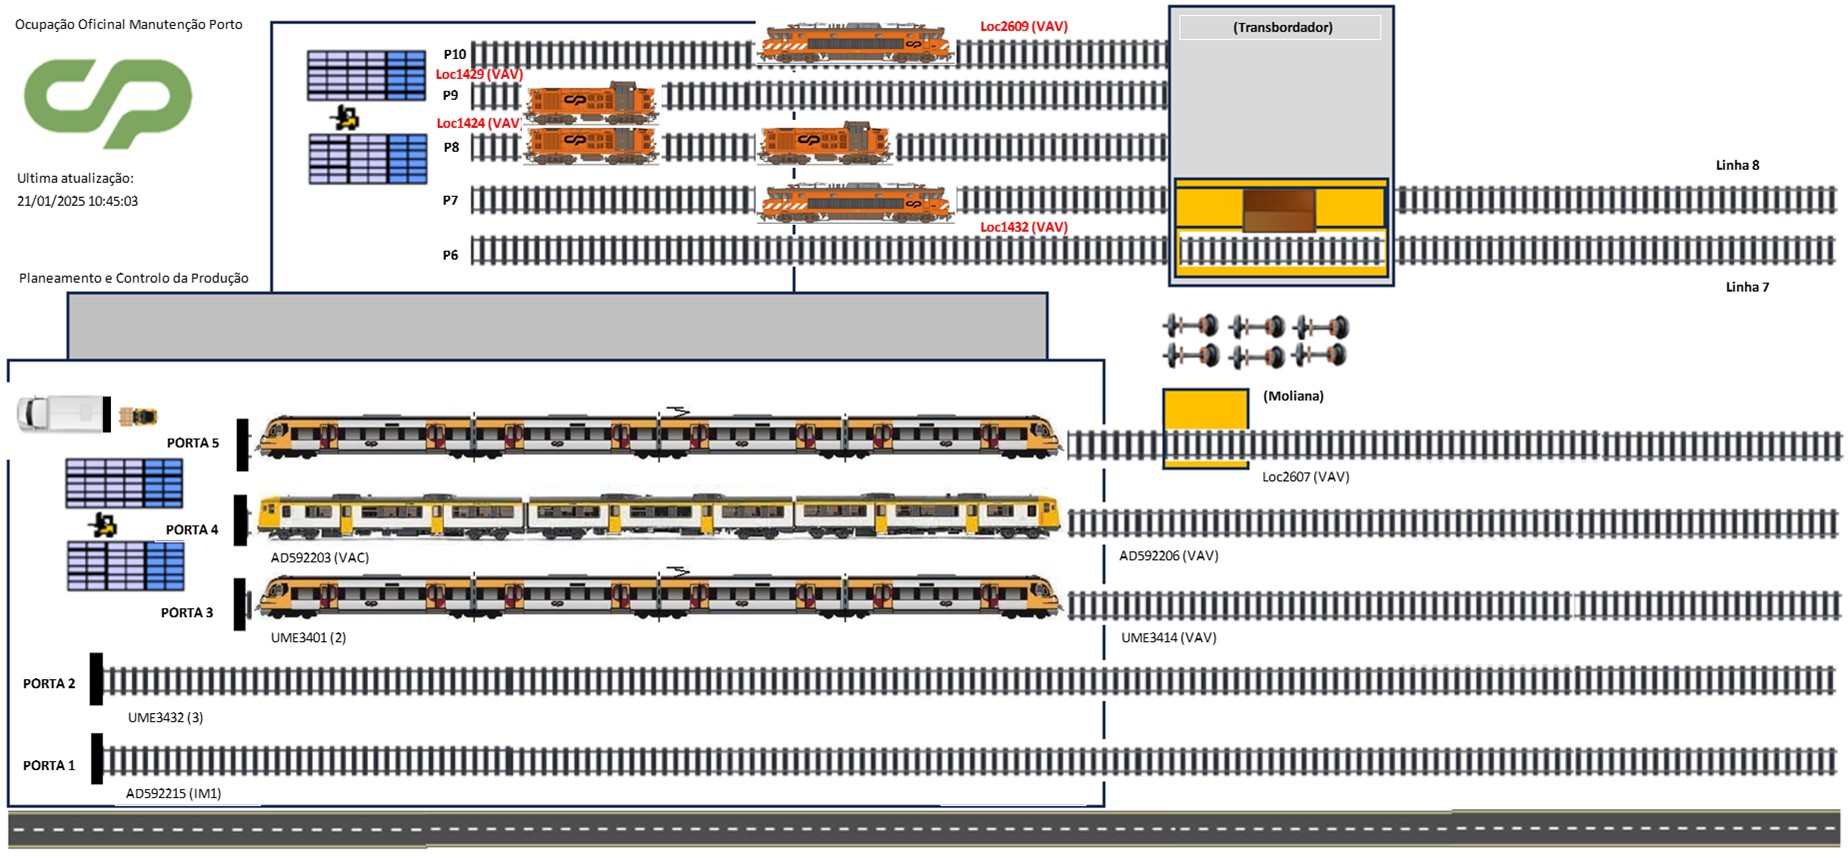 Ocupação Oficinal Manutenção Porto
Loc2609 (VAV)
(Transbordador)
P10
Loc1429 (VAV)
P9
Loc1424 (VAV)
P8
Linha 8
Ultima atualização:
21/01/2025 10:45:03
P7
Loc1432 (VAV)
P6
Planeamento e Controlo da Produção
Linha 7
(Moliana)
PORTA 5
Loc2607 (VAV)
PORTA 4
AD592203 (VAC)
AD592206 (VAV)
PORTA 3
UME3401 (2)
UME3414 (VAV)
PORTA 2
UME3432 (3)
PORTA 1
AD592215 (IM1)